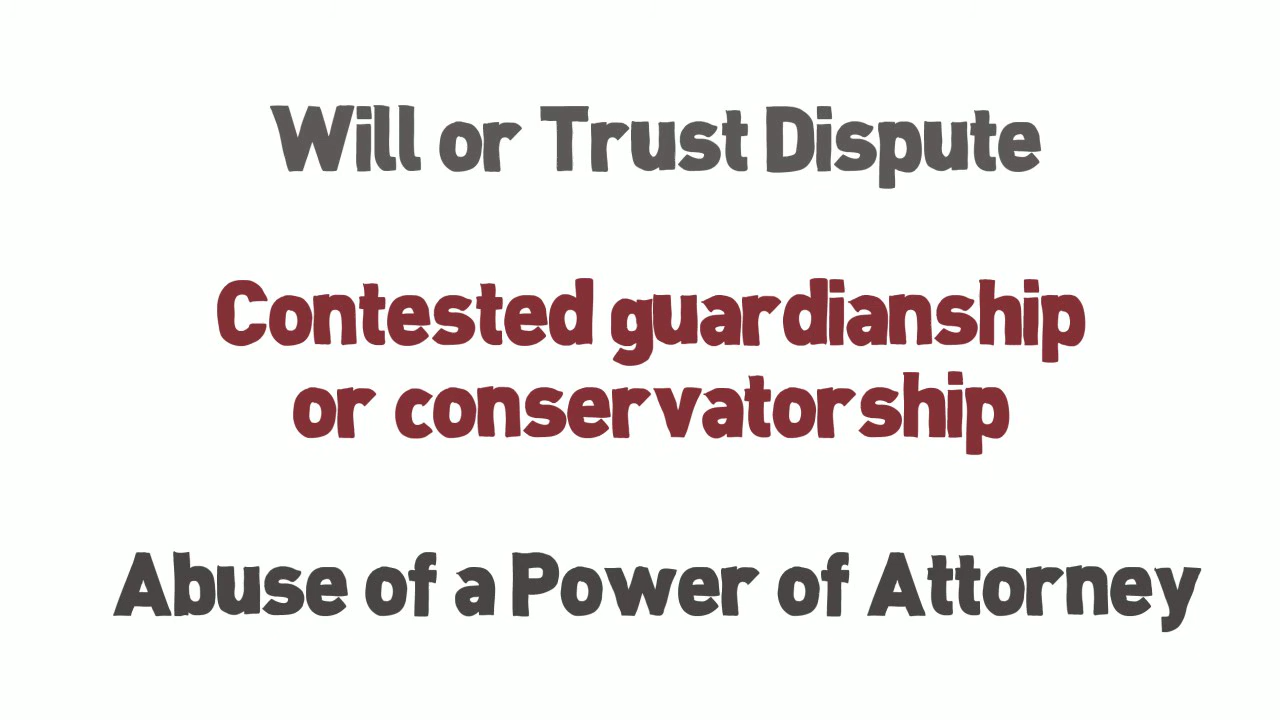 Will or Trust Dispute
Contested guardianship
or conservatorship
Abuse of a Power of Attorney